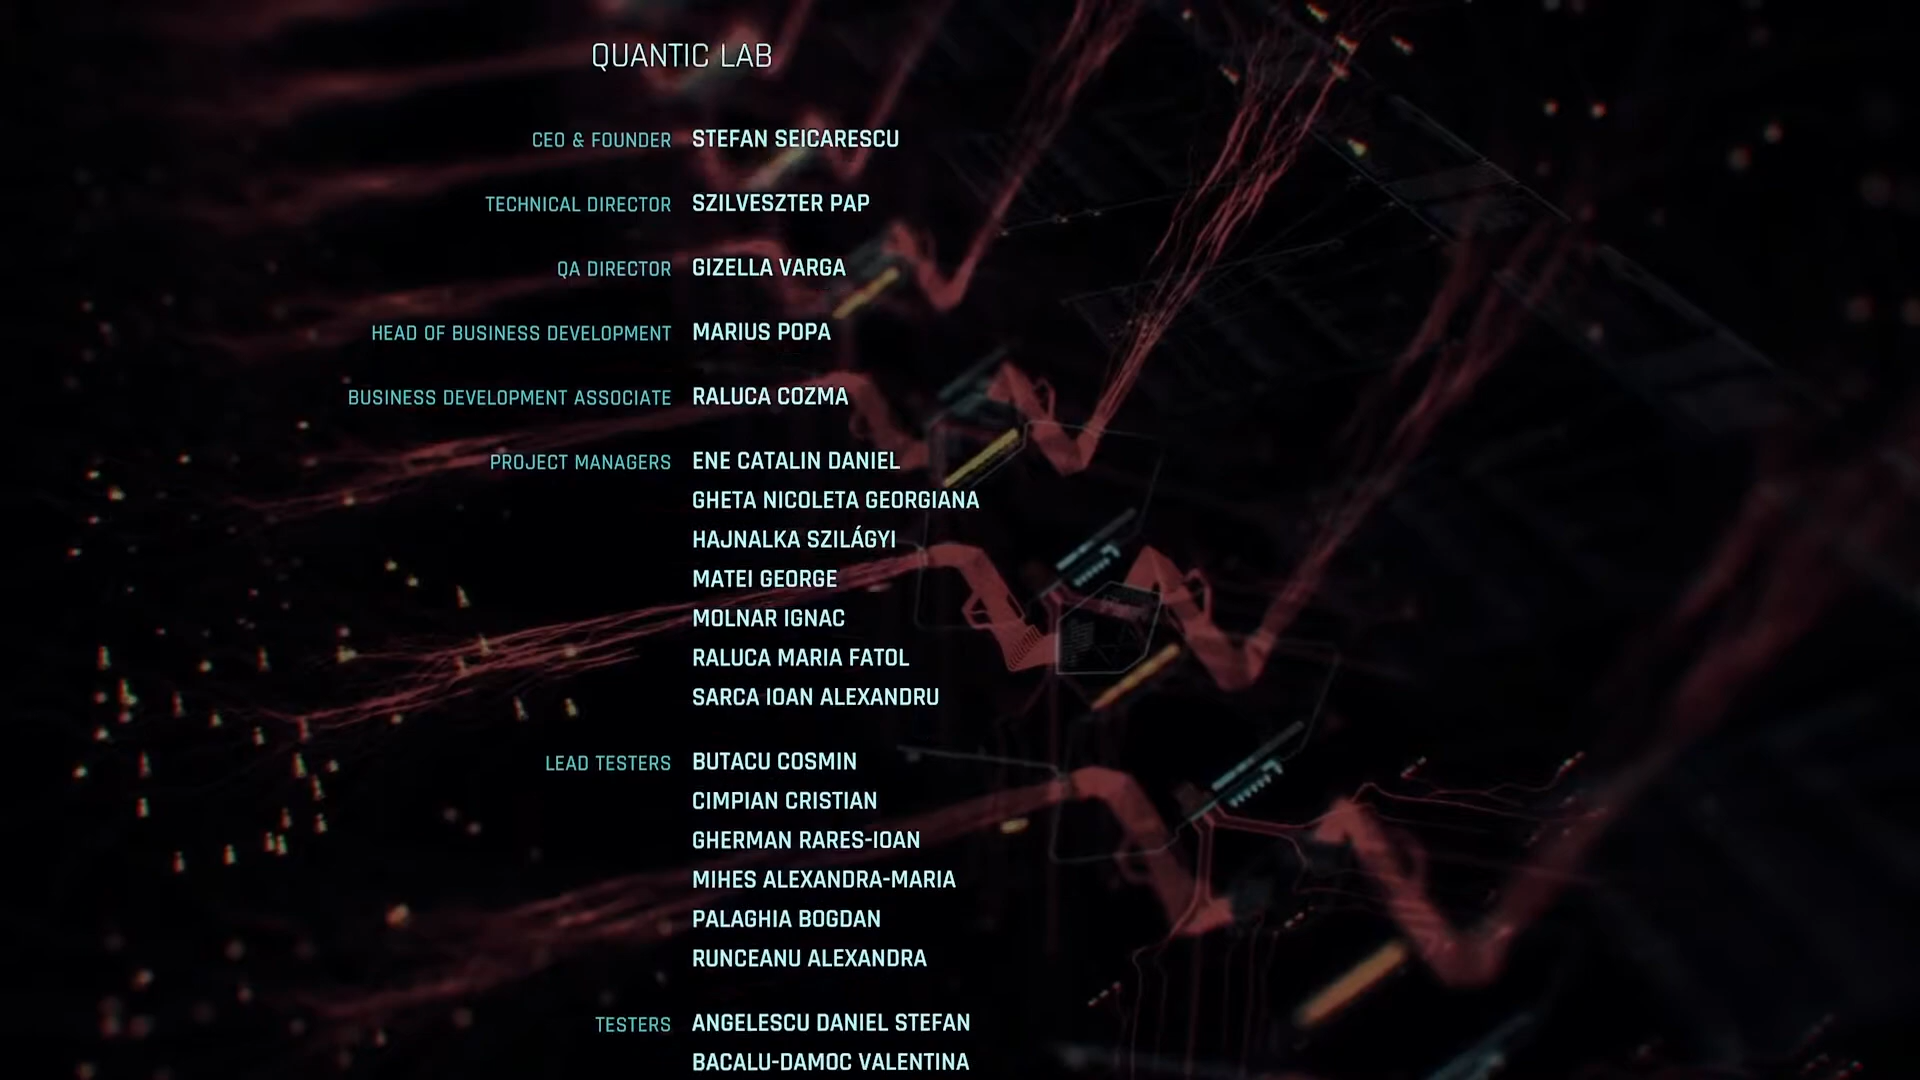 QUANTIC LAB
CEO & FOUNDER STEFAN SEICARESCU
TECHNICAL DIRECTOR SZILVESZTER PAP
QA DIRECTOR GIZELLA VARGA
HEAD OF BUSINESS DEVELOPMENT MARIUS POPA
BUSINESS DEVELOPMENT ASSOCIATE RALUCA COZMA
PROJECT MANAGERS ENE CATALIN DANIEL
GHETA NICOLETA GEORGIANA
HAJNALKA SZILÁGYI
MATEI GEORGE
MOLNAR IGNAC
RALUCA MARIA FATOL
SARCA IOAN ALEXANDRU
LEAD TESTERS BUTACU COSMIN
CIMPIAN CRISTIAN
GHERMAN RARES-IOAN
MIHES ALEXANDRA-MARIA
PALAGHIA BOGDAN
RUNCEANU ALEXANDRA
TESTERS ANGELESCU DANIEL STEFAN
BACALU-DAMOC VALENTINA